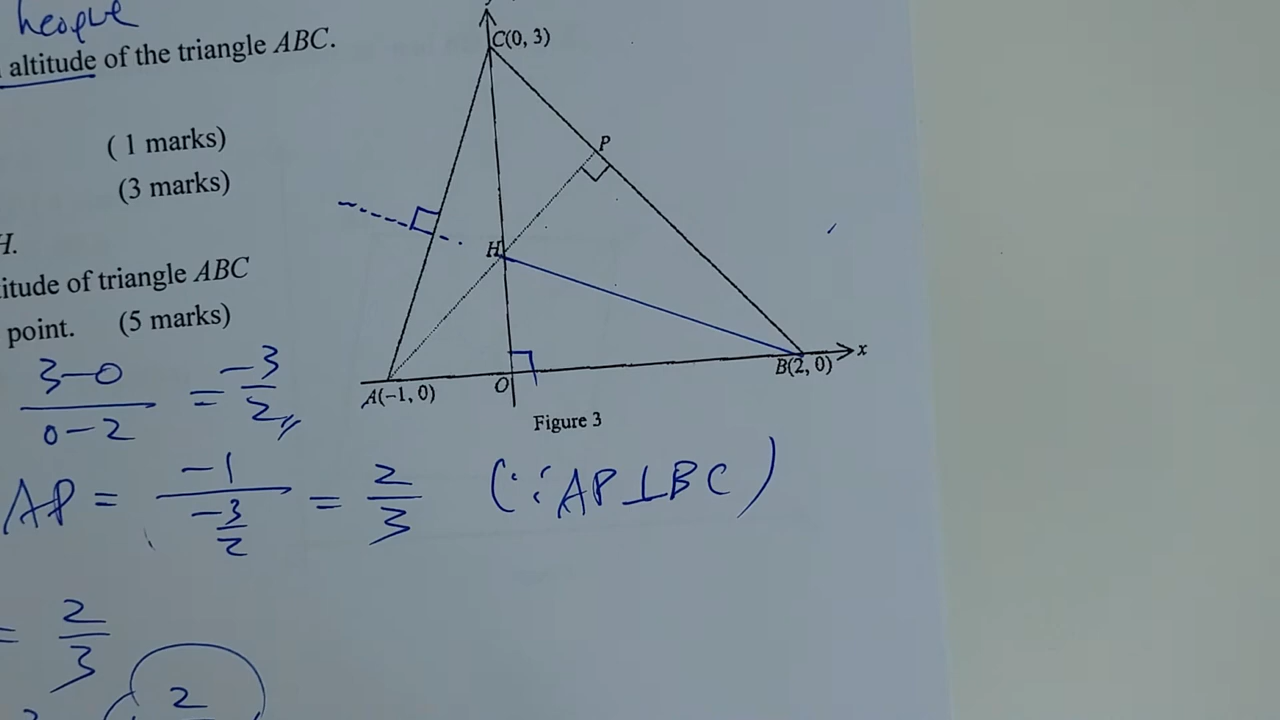 altitude of the triangle ABC.
( 1 marks)
(3 marks)
H.
itude of triangle ABC
point. (5 marks)
C(0, 3)
P
H
A(−1, 0)
O
B(2, 0)
x
Figure 3
3−0 / 0−2 = −3/2
AP = −1 / −3/2 = 2/3 (∵ AP⊥BC)
= 2/3
2